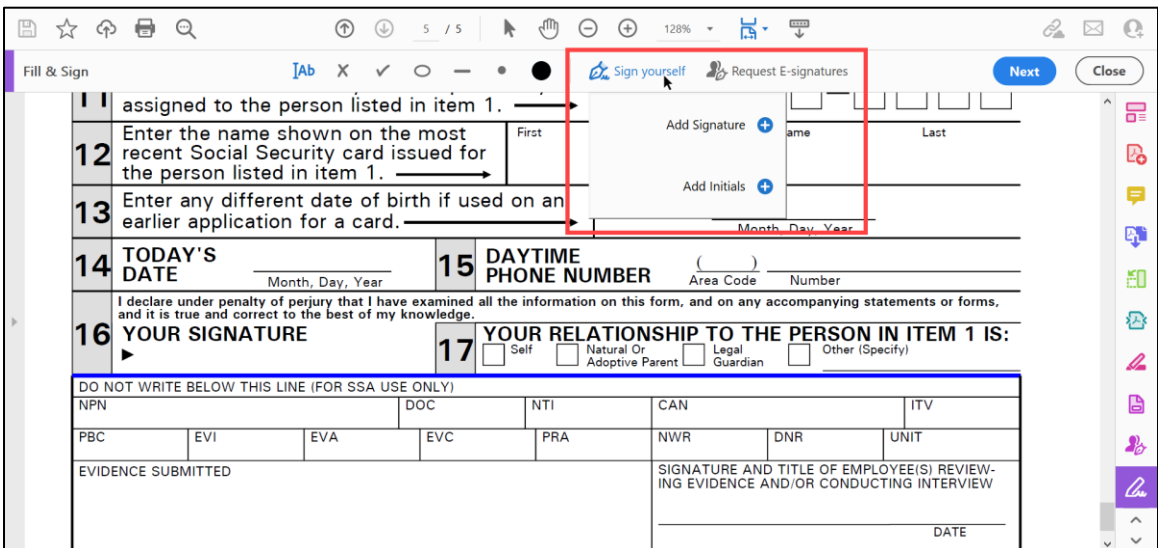 5 / 5
128%
Fill & Sign
IAb
Sign yourself
Request E-signatures
Next
Close
11
assigned to the person listed in item 1.
Add Signature
Add Initials
12
Enter the name shown on the most
recent Social Security card issued for
the person listed in item 1.
First
ame
Last
13
Enter any different date of birth if used on an
earlier application for a card.
Month, Day, Year
14
TODAY'S
DATE
Month, Day, Year
15
DAYTIME
PHONE NUMBER
( )
Area Code
Number
I declare under penalty of perjury that I have examined all the information on this form, and on any accompanying statements or forms,
and it is true and correct to the best of my knowledge.
16
YOUR SIGNATURE
17
YOUR RELATIONSHIP TO THE PERSON IN ITEM 1 IS:
Self
Natural Or
Adoptive Parent
Legal
Guardian
Other (Specify)
DO NOT WRITE BELOW THIS LINE (FOR SSA USE ONLY)
NPN
DOC
NTI
CAN
ITV
PBC
EVI
EVA
EVC
PRA
NWR
DNR
UNIT
EVIDENCE SUBMITTED
SIGNATURE AND TITLE OF EMPLOYEE(S) REVIEW-
ING EVIDENCE AND/OR CONDUCTING INTERVIEW
DATE